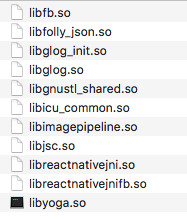 libfb.so
libfolly_json.so
libglog_init.so
libglog.so
libgnustl_shared.so
libicu_common.so
libimagepipeline.so
libjsc.so
libreactnativejni.so
libreactnativejnifb.so
libyoga.so